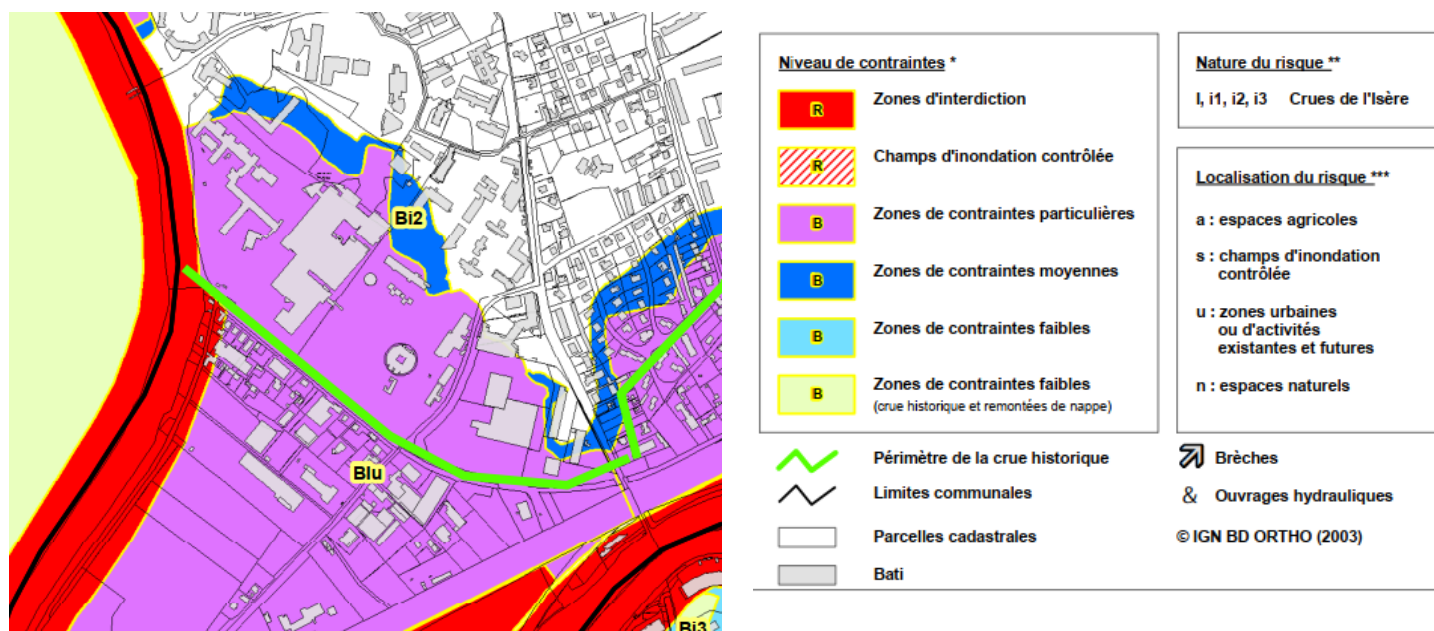 Bi2
BIu
Bi3
Niveau de contraintes *
R
Zones d'interdiction
R
Champs d'inondation contrôlée
B
Zones de contraintes particulières
B
Zones de contraintes moyennes
B
Zones de contraintes faibles
B
Zones de contraintes faibles
(crue historique et remontées de nappe)
Périmètre de la crue historique
Limites communales
Parcelles cadastrales
Bati
Nature du risque **
I, i1, i2, i3 Crues de l'Isère
Localisation du risque ***
a : espaces agricoles
s : champs d'inondation
contrôlée
u : zones urbaines
ou d'activités
existantes et futures
n : espaces naturels
Brèches
& Ouvrages hydrauliques
© IGN BD ORTHO (2003)